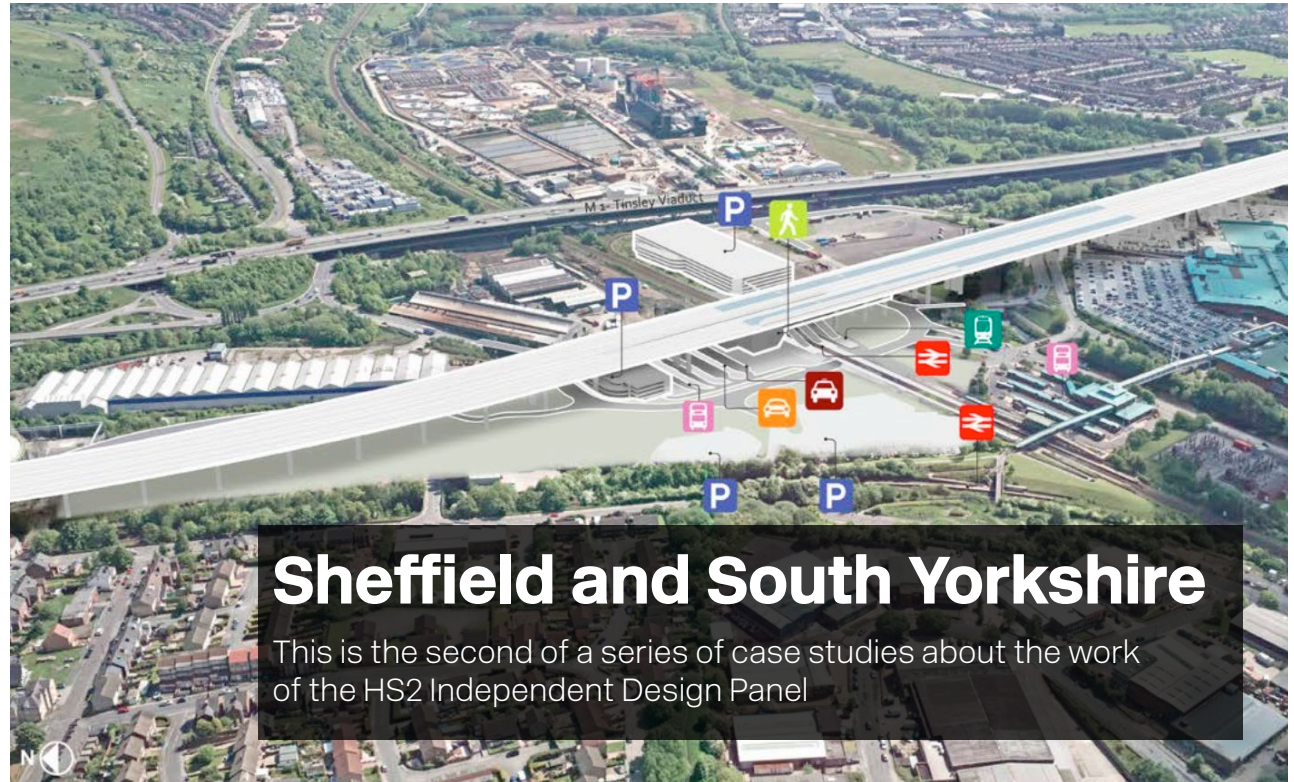 M1- Tinsley Viaduct
P
P
P
P
Sheffield and South Yorkshire
This is the second of a series of case studies about the work
of the HS2 Independent Design Panel
N